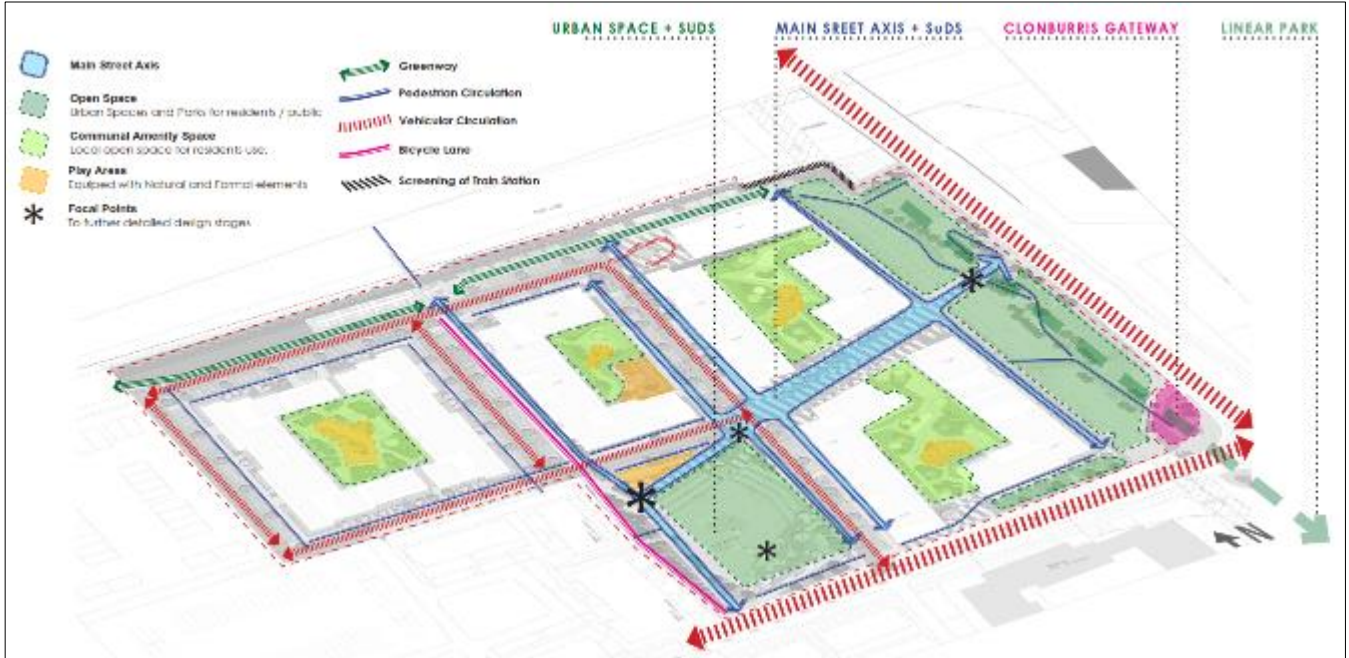 URBAN SPACE + SUDS
MAIN SREET AXIS + SuDS
CLONBURRIS GATEWAY
LINEAR PARK
Main Street Axis
Open Space
Urban Spaces and Parks for residents / public
Communal Amenity Space
Local open space for residents use.
Play Areas
Equiped with Natural and Formal elements
Focal Points
To further detailed design stages
Greenway
Pedestrian Circulation
Vehicular Circulation
Bicycle Lane
Screening of Train Station
N